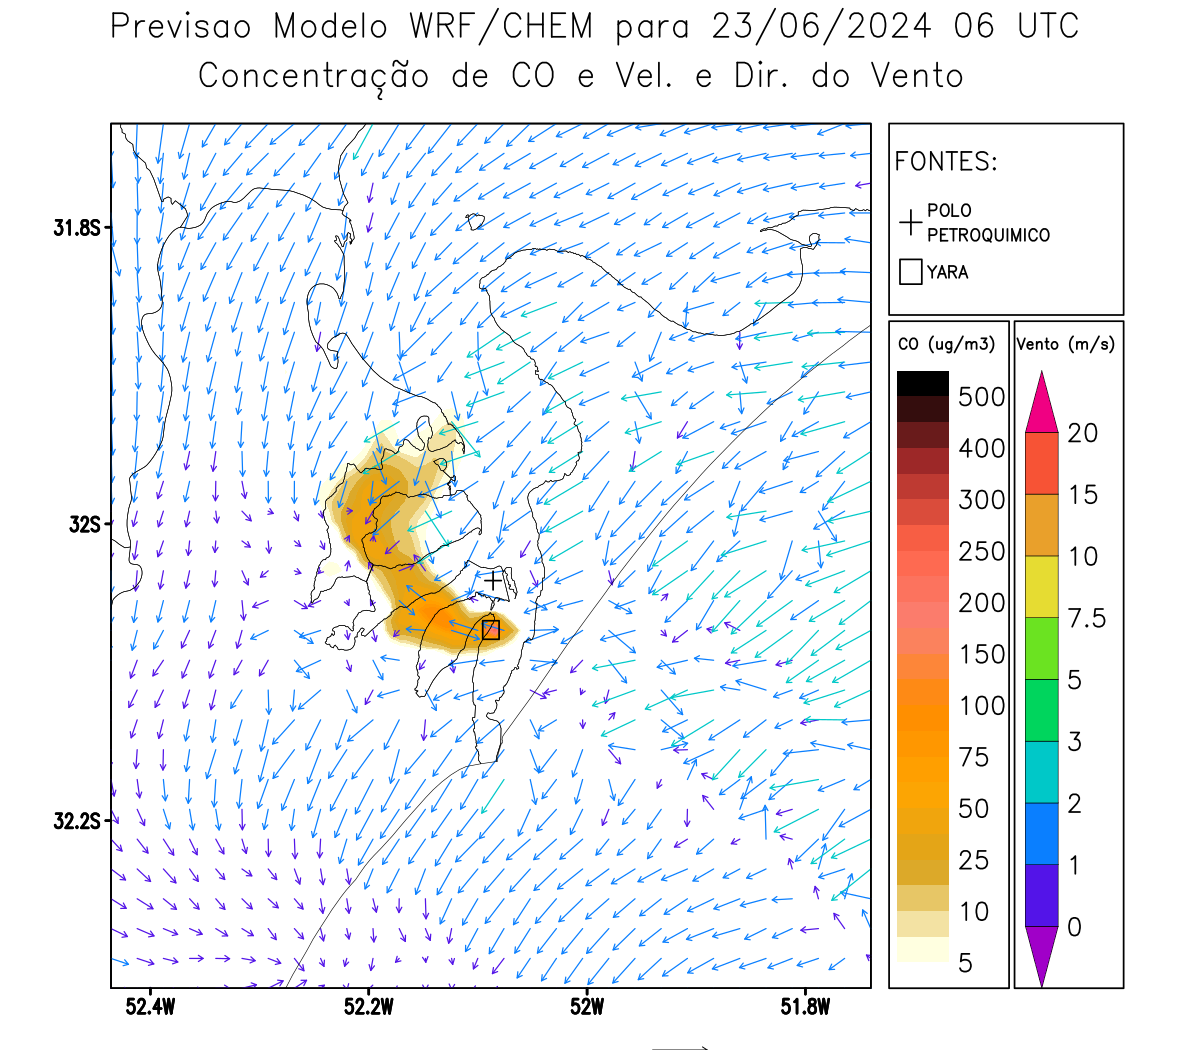 Previsao Modelo WRF/CHEM para 23/06/2024 06 UTC
Concentração de CO e Vel. e Dir. do Vento
FONTES:
POLO
PETROQUIMICO
YARA
31.8S
32S
32.2S
52.4W
52.2W
52W
51.8W
CO (ug/m3)
500
400
300
250
200
150
100
75
50
25
10
5
Vento (m/s)
20
15
10
7.5
5
3
2
1
0